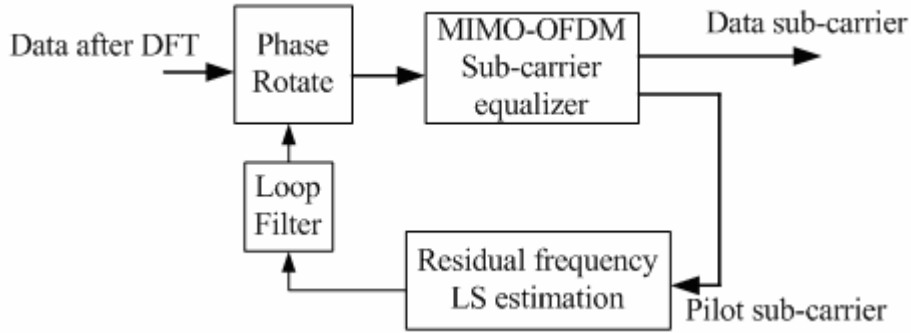 Data after DFT
Phase
Rotate
MIMO-OFDM
Sub-carrier
equalizer
Data sub-carrier
Loop
Filter
Residual frequency
LS estimation
Pilot sub-carrier